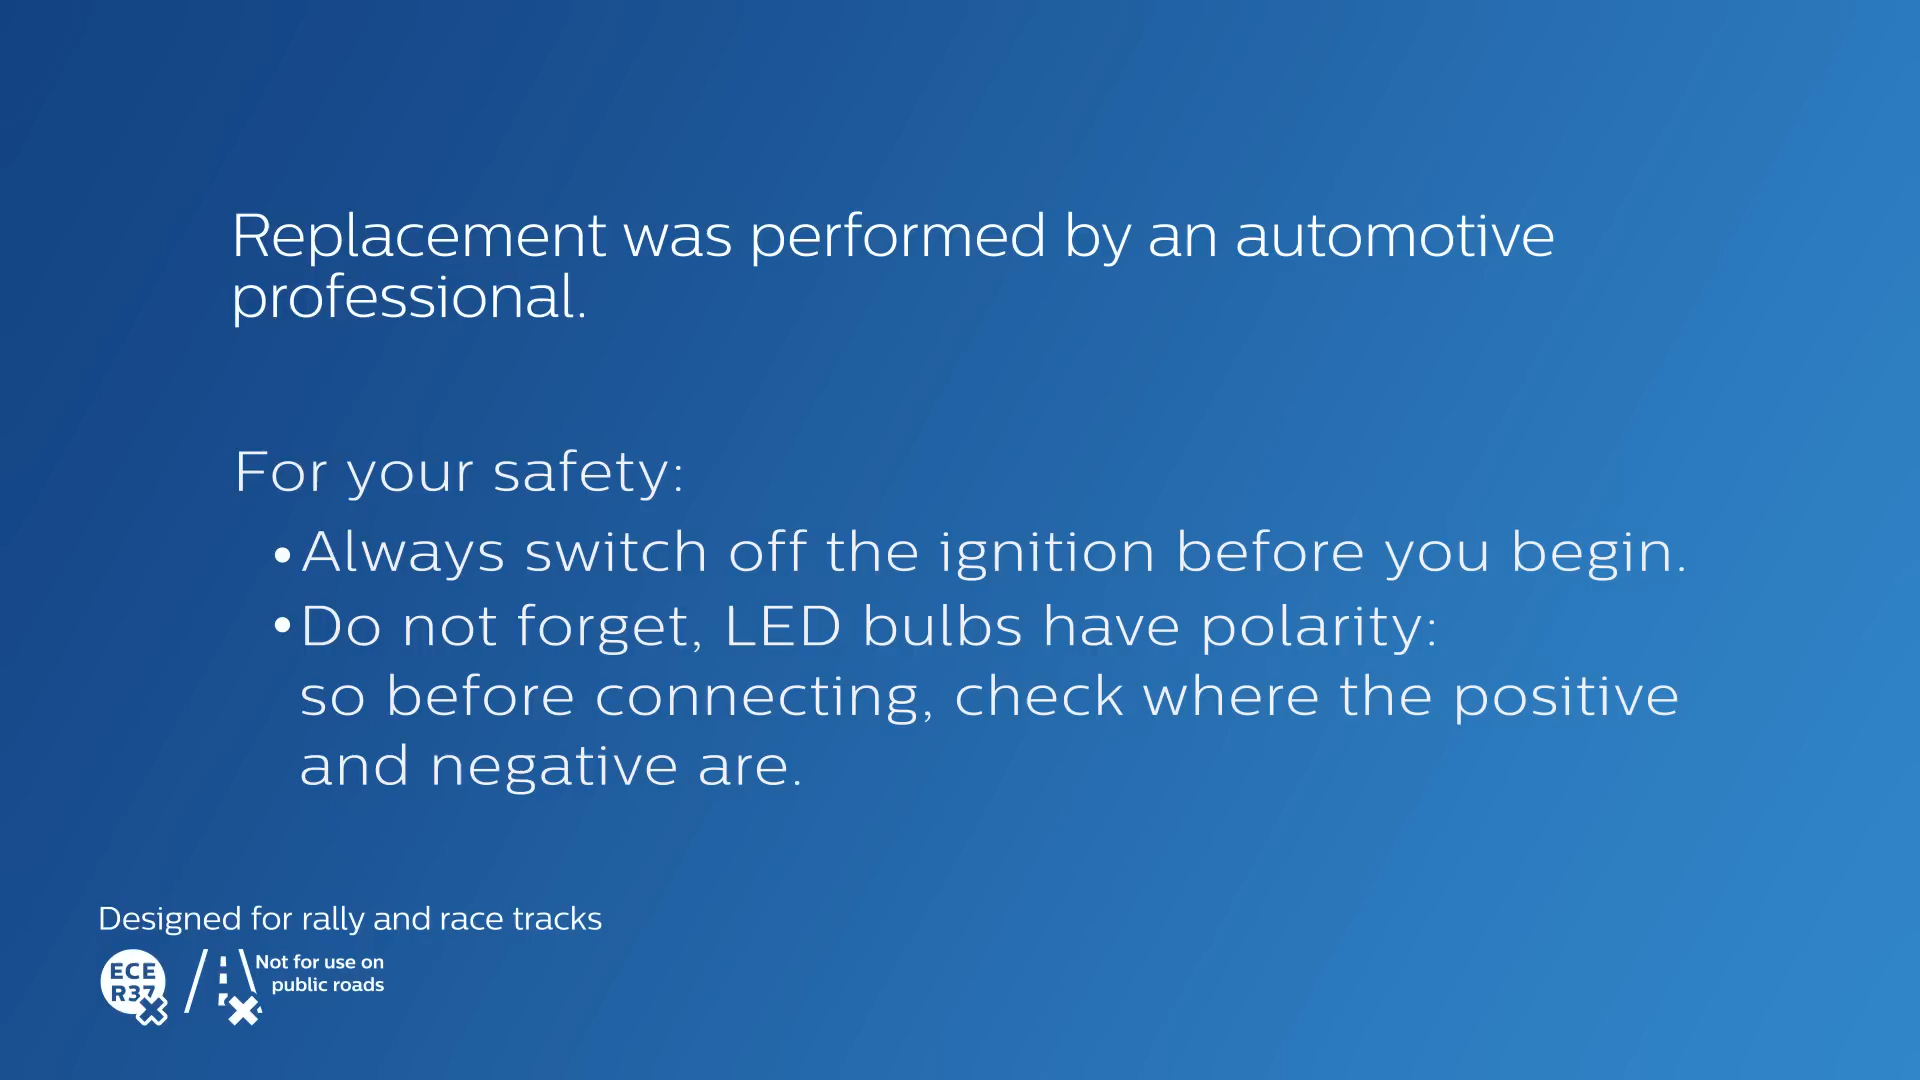 Replacement was performed by an automotive
professional.
For your safety:
•Always switch off the ignition before you begin.
•Do not forget, LED bulbs have polarity:
so before connecting, check where the positive
and negative are.
Designed for rally and race tracks
ECE
R37
Not for use on
public roads